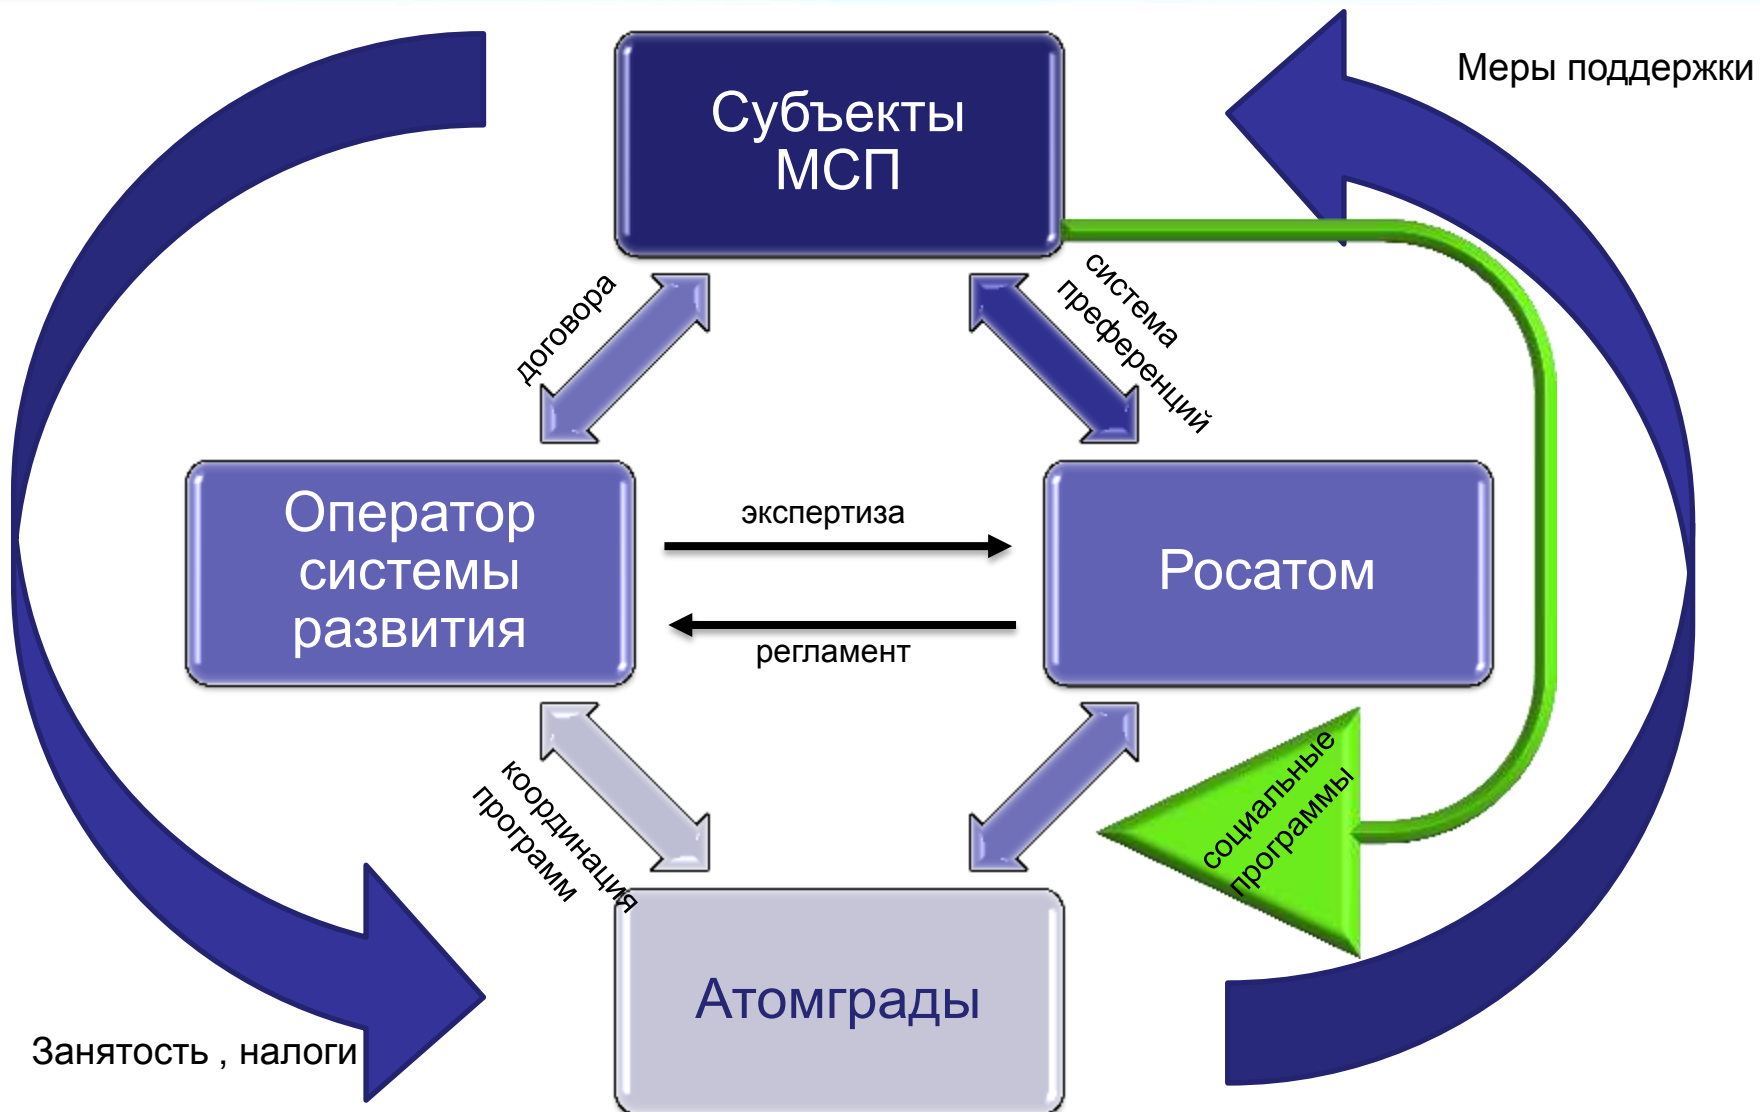 Меры поддержки
Субъекты
МСП
договора
система
преференций
Оператор
системы
развития
экспертиза
регламент
Росатом
координация
программ
социальные
программы
Атомграды
Занятость , налоги